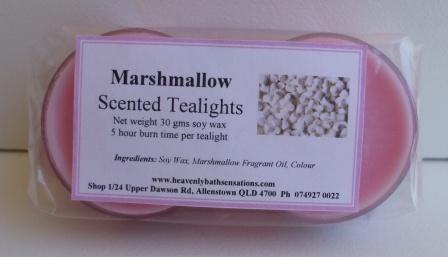 Marshmallow
Scented Tealights
Net weight 30 gms soy wax
5 hour burn time per tealight
Ingredients: Soy Wax, Marshmallow Fragrant Oil, Colour
www.heavenlybathsensations.com
Shop 1/24 Upper Dawson Rd, Allenstown QLD 4700 Ph 074927 0022